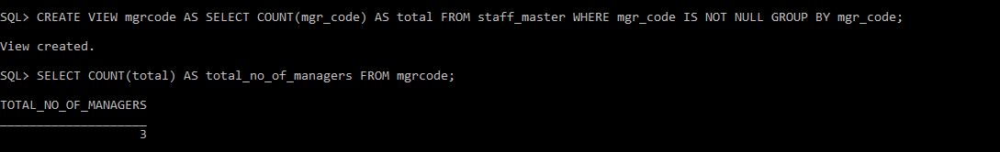 SQL> CREATE VIEW mgrcode AS SELECT COUNT(mgr_code) AS total FROM staff_master WHERE mgr_code IS NOT NULL GROUP BY mgr_code;
View created.
SQL> SELECT COUNT(total) AS total_no_of_managers FROM mgrcode;
TOTAL_NO_OF_MANAGERS
____________________
3